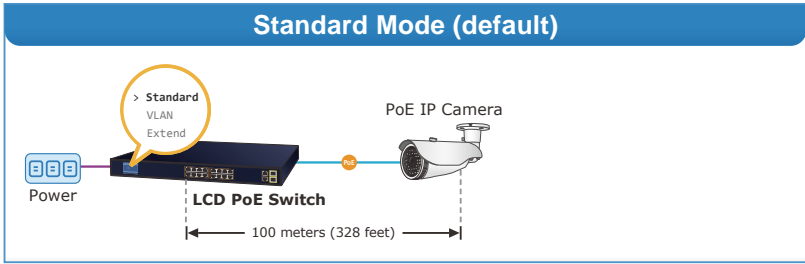 Standard Mode (default)
> Standard
VLAN
Extend
PoE IP Camera
PoE
Power
LCD PoE Switch
100 meters (328 feet)